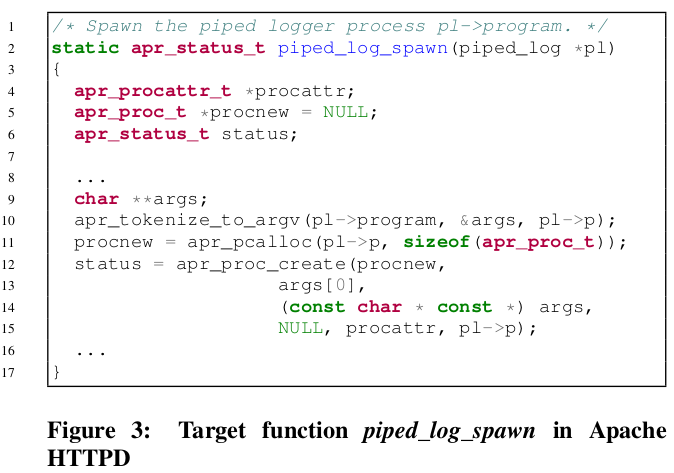 1 /* Spawn the piped logger process pl->program. */
2 static apr_status_t piped_log_spawn(piped_log *pl)
3 {
4 apr_procattr_t *procattr;
5 apr_proc_t *procnew = NULL;
6 apr_status_t status;
7
8 ...
9 char **args;
10 apr_tokenize_to_argv(pl->program, &args, pl->p);
11 procnew = apr_pcalloc(pl->p, sizeof(apr_proc_t));
12 status = apr_proc_create(procnew,
13 args[0],
14 (const char * const *) args,
15 NULL, procattr, pl->p);
16 ...
17 }
Figure 3: Target function piped_log_spawn in Apache
HTTPD